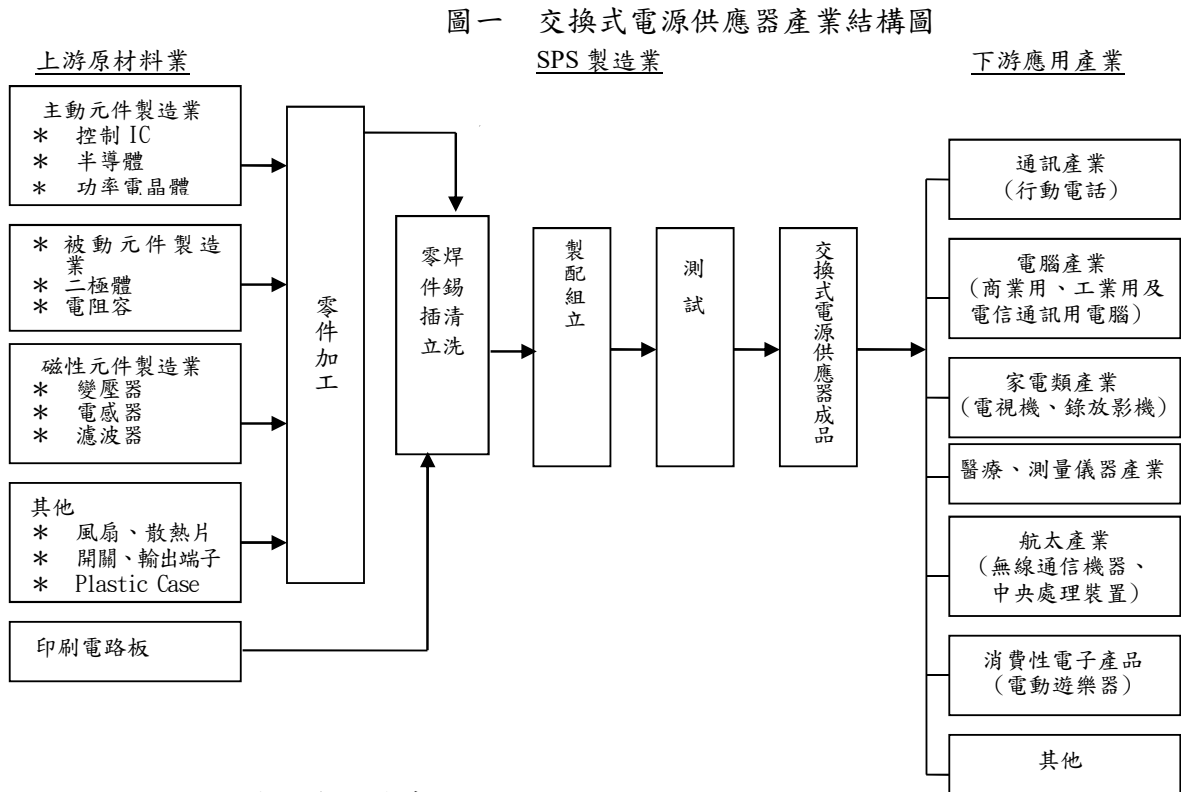 圖一 交換式電源供應器產業結構圖
上游原材料業
SPS 製造業
下游應用產業
主動元件製造業
* 控制 IC
* 半導體
* 功率電晶體
* 被動元件製造
業
* 二極體
* 電阻容
磁性元件製造業
* 變壓器
* 電感器
* 濾波器
其他
* 風扇、散熱片
* 開關、輸出端子
* Plastic Case
印刷電路板
零件加工
零件插立
焊錫清洗
製配組立
測試
交換式電源供應器成品
通訊產業
(行動電話)
電腦產業
(商業用、工業用及
電信通訊用電腦)
家電類產業
(電視機、錄放影機)
醫療、測量儀器產業
航太產業
(無線通信機器、
中央處理裝置)
消費性電子產品
(電動遊樂器)
其他